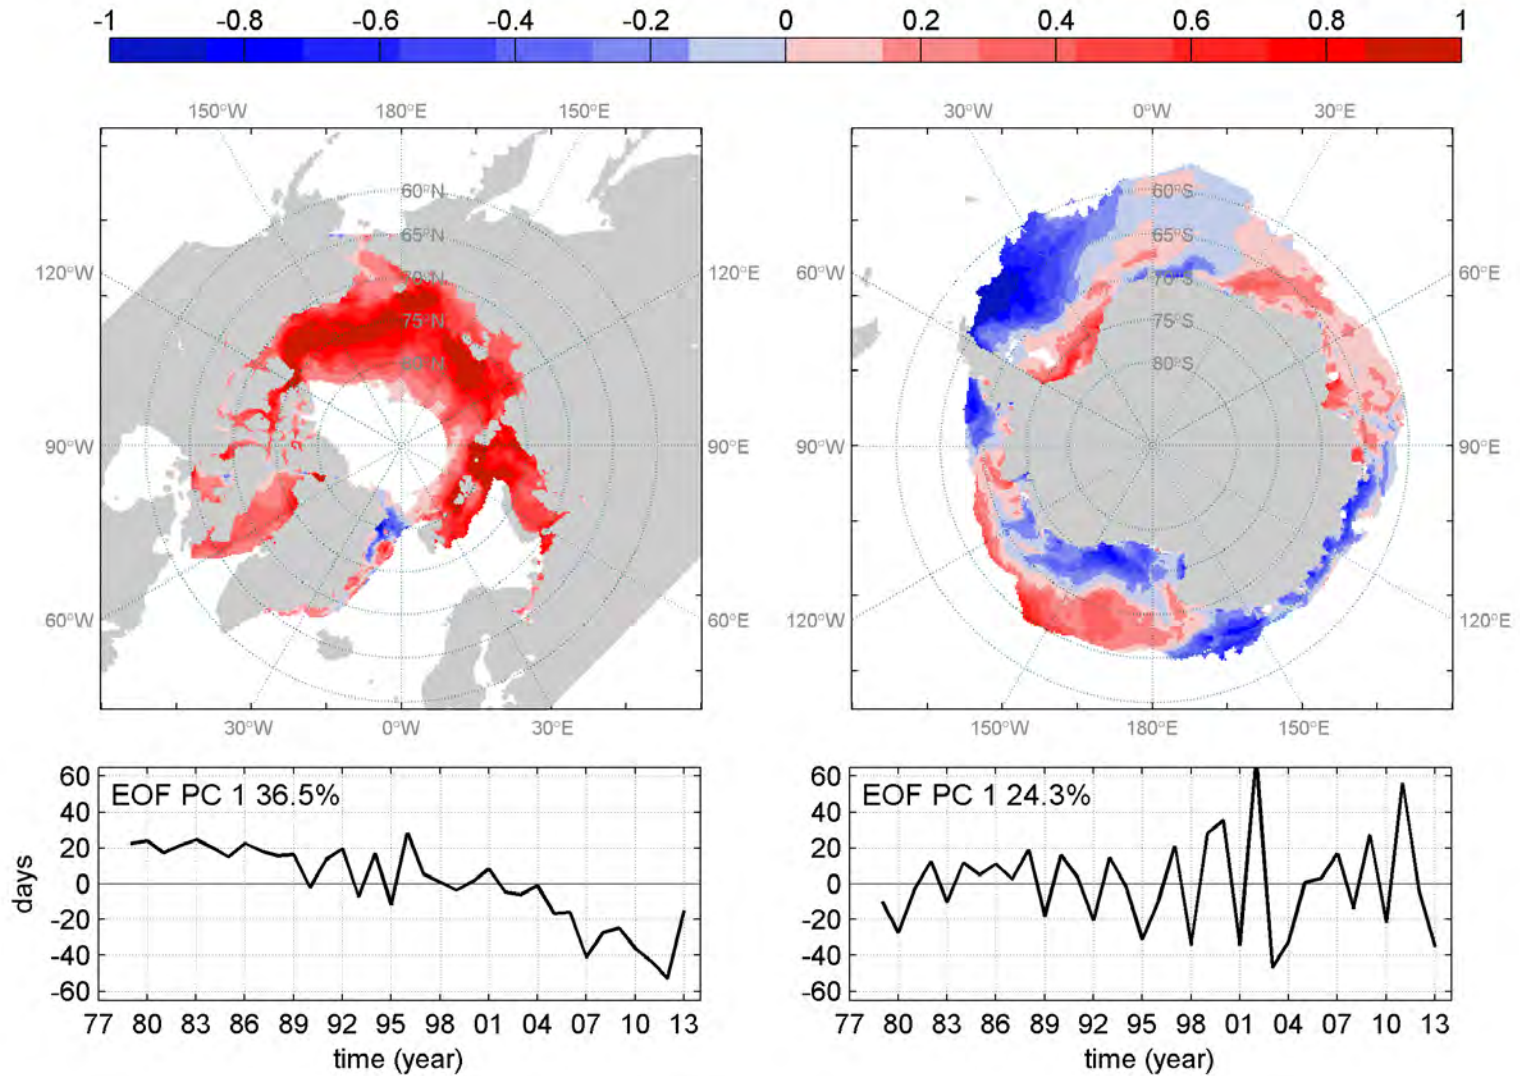 -1 -0.8 -0.6 -0.4 -0.2 0 0.2 0.4 0.6 0.8 1
150°W 180°E 150°E
30°W 0°W 30°E
60°N
65°N
70°N
75°N
80°N
120°W 120°E
90°W 90°E
60°W 60°E
30°W 0°W 30°E
60°S
65°S
70°S
75°S
80°S
60°W 60°E
90°W 90°E
120°W 120°E
150°W 180°E 150°E
EOF PC 1 36.5%
60
40
20
0
-20
-40
-60
days
77 80 83 86 89 92 95 98 01 04 07 10 13
time (year)
EOF PC 1 24.3%
60
40
20
0
-20
-40
-60
77 80 83 86 89 92 95 98 01 04 07 10 13
time (year)